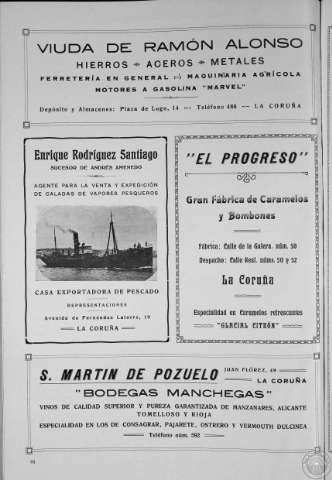 VIUDA DE RAMÓN ALONSO
HIERROS - ACEROS - METALES
FERRETERÍA EN GENERAL MAQUINARIA AGRÍCOLA
MOTORES A GASOLINA "MARVEL"
Depósito y Almacenes: Plaza de Lugo, 14 — Teléfono 486 — LA CORUÑA
Enrique Rodríguez Santiago
SUCESOR DE ANDRÉS
AGENTE PARA LA VENTA Y EXPEDICIÓN
DE CALADAS DE VAPORES PESQUEROS
CASA EXPORTADORA DE PESCADO
REPRESENTACIONES
Avenida de Fernández Latorre, 19
— LA CORUÑA —
"EL PROGRESO"
Gran Fábrica de Caramelos
y Bombones
Fábrica: Calle de la Galera, núm. 50
Despacho: Calle Real, núms. 50 y 52
La Coruña
Especialidad en caramelos refrescantes
"GLACIAL CITRÓN"
S. MARTIN DE POZUELO
JUAN FLÓREZ, 49
— LA CORUÑA
"BODEGAS MANCHEGAS"
VINOS DE CALIDAD SUPERIOR Y PUREZA GARANTIZADA DE MANZANARES, ALICANTE
TOMELLOSO Y RIOJA
ESPECIALIDAD EN LOS DE CONSAGRAR, PAJARETE, OSTRERO Y VERMOUTH DULCINEA
Teléfono núm. 592